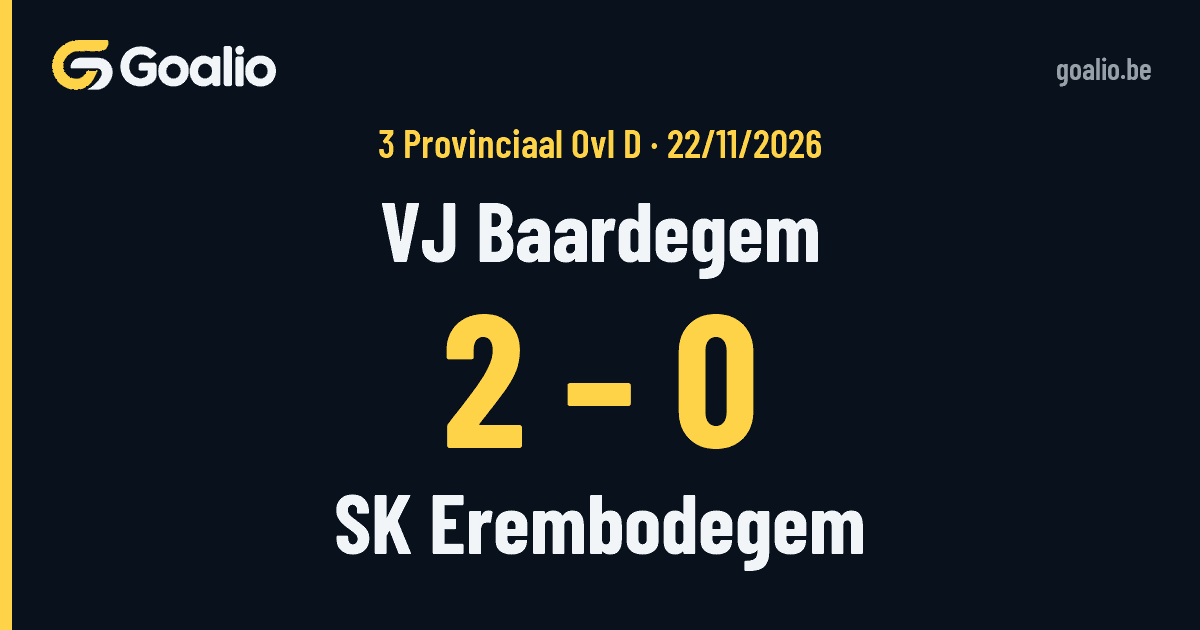 Goalio
goalio.be
3 Provinciaal Ovl D · 22/11/2026
VJ Baardegem
2 - 0
SK Erembodegem